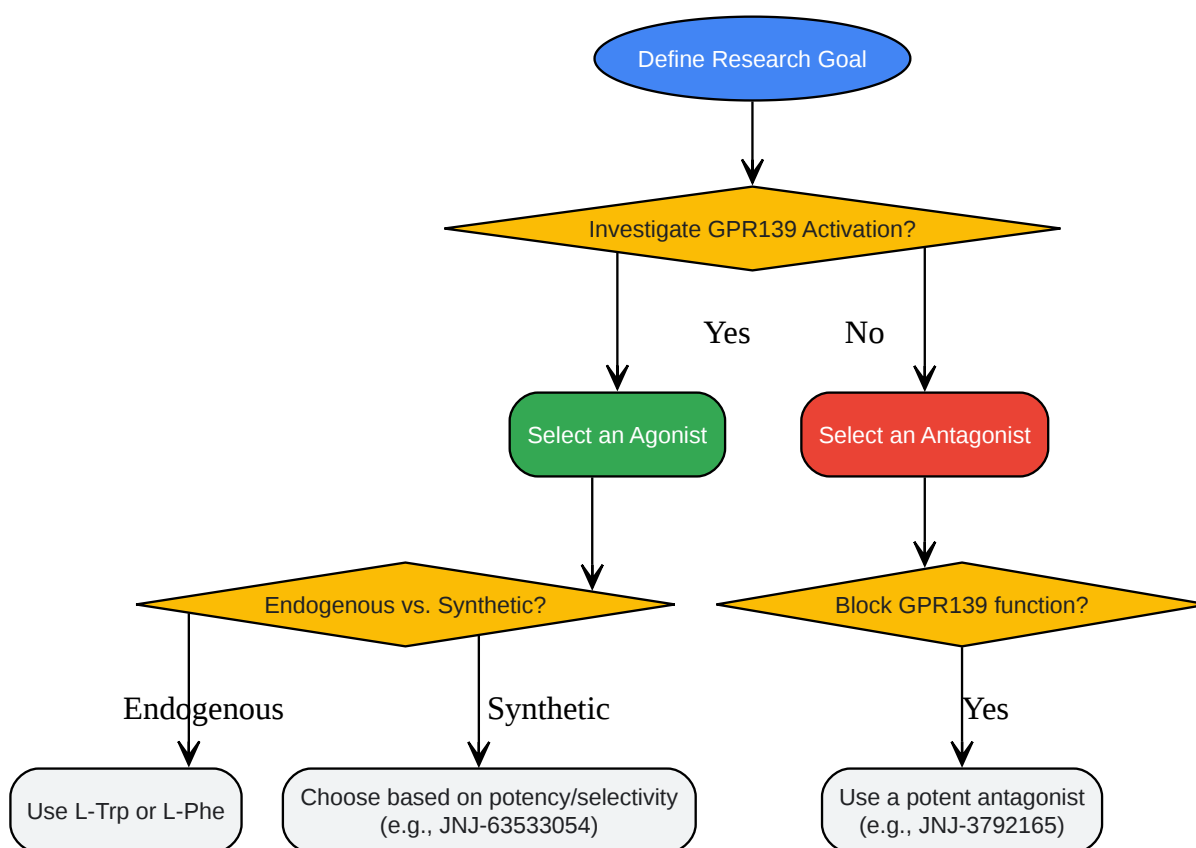 Define Research Goal
Investigate GPR139 Activation?
Yes
No
Select an Agonist
Select an Antagonist
Endogenous vs. Synthetic?
Block GPR139 function?
Endogenous
Synthetic
Yes
Use L-Trp or L-Phe
Choose based on potency/selectivity
(e.g., JNJ-63533054)
Use a potent antagonist
(e.g., JNJ-3792165)